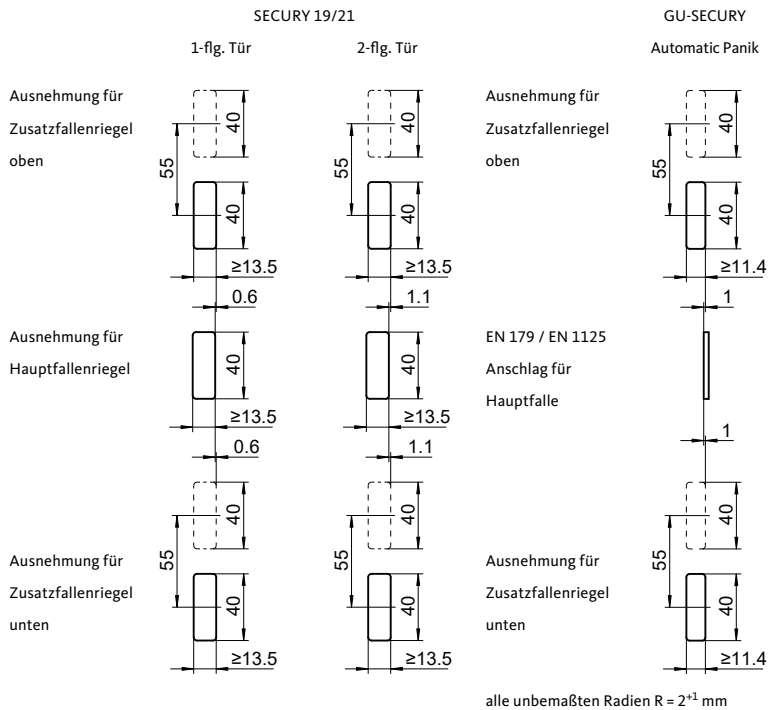 SECURY 19/21
GU-SECURY
1-flg. Tür
2-flg. Tür
Automatic Panik
Ausnehmung für
Zusatzfallenriegel
oben
40
55
40
≥13.5
0.6
40
55
40
≥13.5
1.1
Ausnehmung für
Zusatzfallenriegel
oben
40
55
40
≥11.4
1
Ausnehmung für
Hauptfallenriegel
40
≥13.5
0.6
40
≥13.5
1.1
EN 179 / EN 1125
Anschlag für
Hauptfalle
1
Ausnehmung für
Zusatzfallenriegel
unten
40
55
40
≥13.5
40
55
40
≥13.5
Ausnehmung für
Zusatzfallenriegel
unten
40
55
40
≥11.4
alle unbemaßten Radien R = 2⁺¹ mm